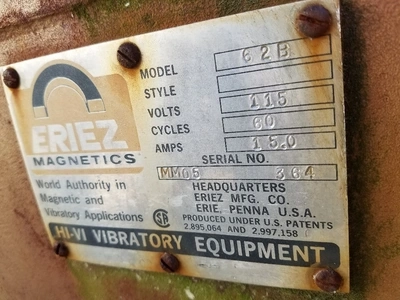 ERIEZ
MAGNETICS
World Authority in
Magnetic and
Vibratory Applications
MODEL 62B
STYLE
VOLTS 115
CYCLES 60
AMPS 15.0
SERIAL NO.
MM05 364
HEADQUARTERS
ERIEZ MFG. CO.
ERIE, PENNA U.S.A.
PRODUCED UNDER U.S. PATENTS
2,895,064 AND 2,997,158
HI-VI VIBRATORY EQUIPMENT